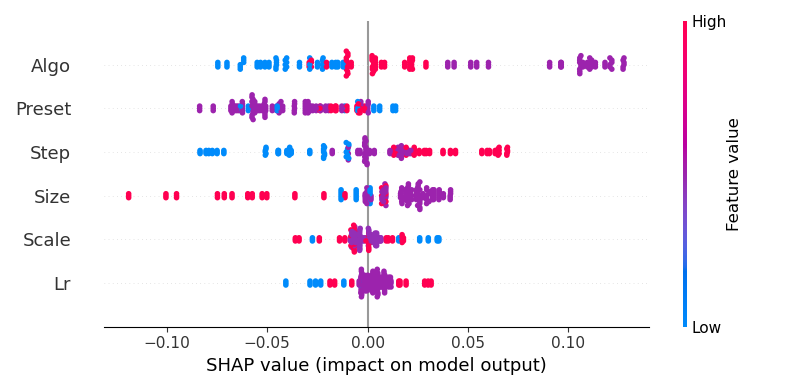 High
Algo
Preset
Step
Size
Scale
Lr
Feature value
Low
−0.10 −0.05 0.00 0.05 0.10
SHAP value (impact on model output)